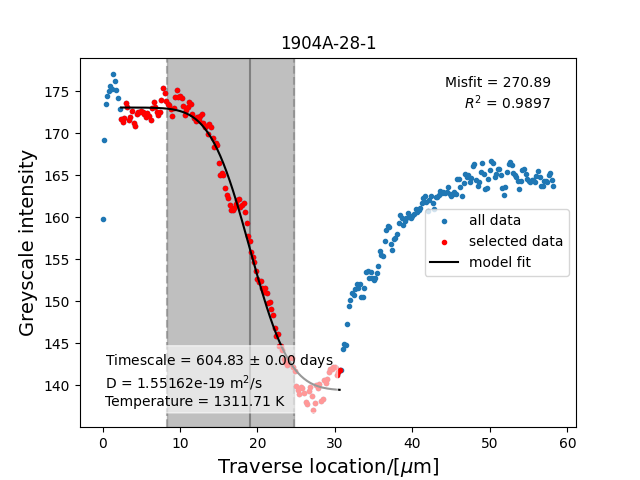 1904A-28-1
Misfit = 270.89
R² = 0.9897
175
170
165
160
155
150
145
140
Greyscale intensity
all data
selected data
model fit
Timescale = 604.83 ± 0.00 days
D = 1.55162e-19 m²/s
Temperature = 1311.71 K
0 10 20 30 40 50 60
Traverse location/[μm]